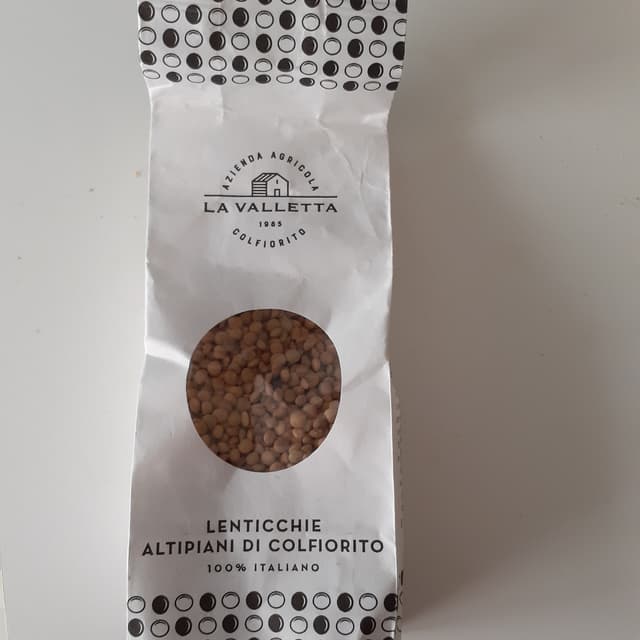 AZIENDA AGRICOLA
LA VALLETTA
1985
COLFIORITO
LENTICCHIE
ALTIPIANI DI COLFIORITO
100% ITALIANO